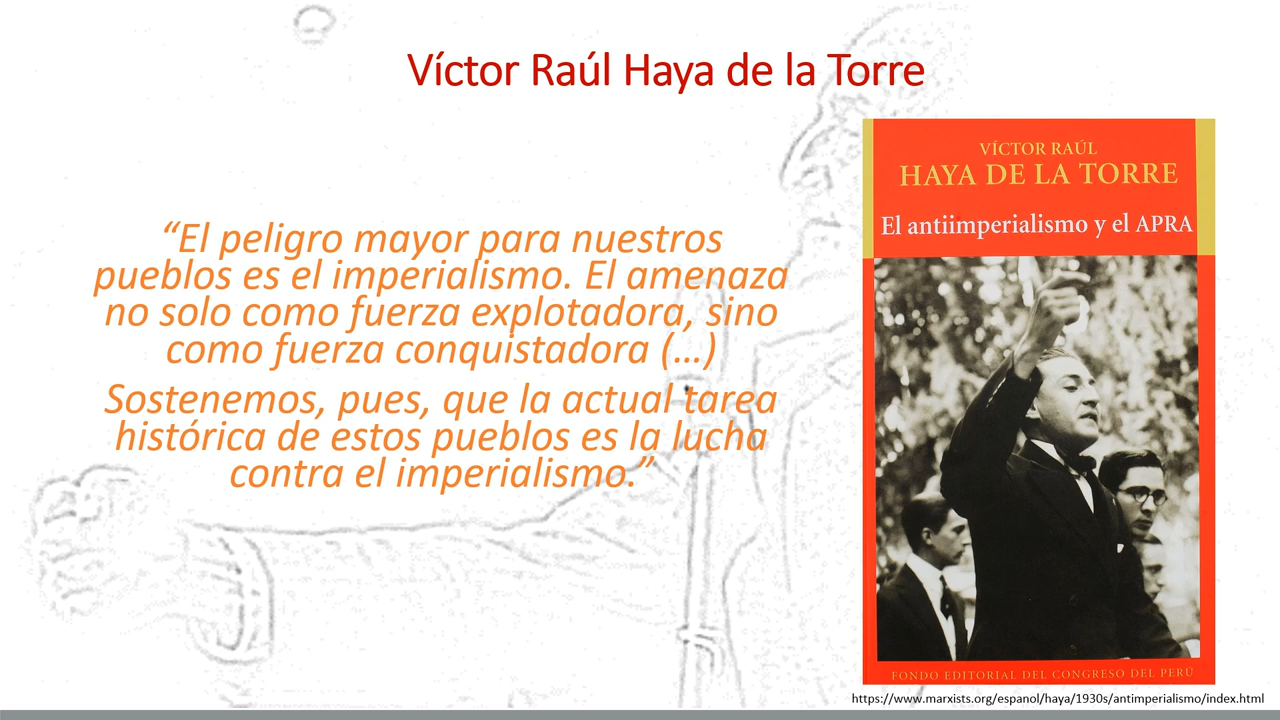 Víctor Raúl Haya de la Torre
“El peligro mayor para nuestros
pueblos es el imperialismo. El amenaza
no solo como fuerza explotadora, sino
como fuerza conquistadora (…)
Sostenemos, pues, que la actual tarea
histórica de estos pueblos es la lucha
contra el imperialismo.”
VÍCTOR RAÚL
HAYA DE LA TORRE
El antiimperialismo y el APRA
FONDO EDITORIAL DEL CONGRESO DEL PERÚ
https://www.marxists.org/espanol/haya/1930s/antimperialismo/index.html